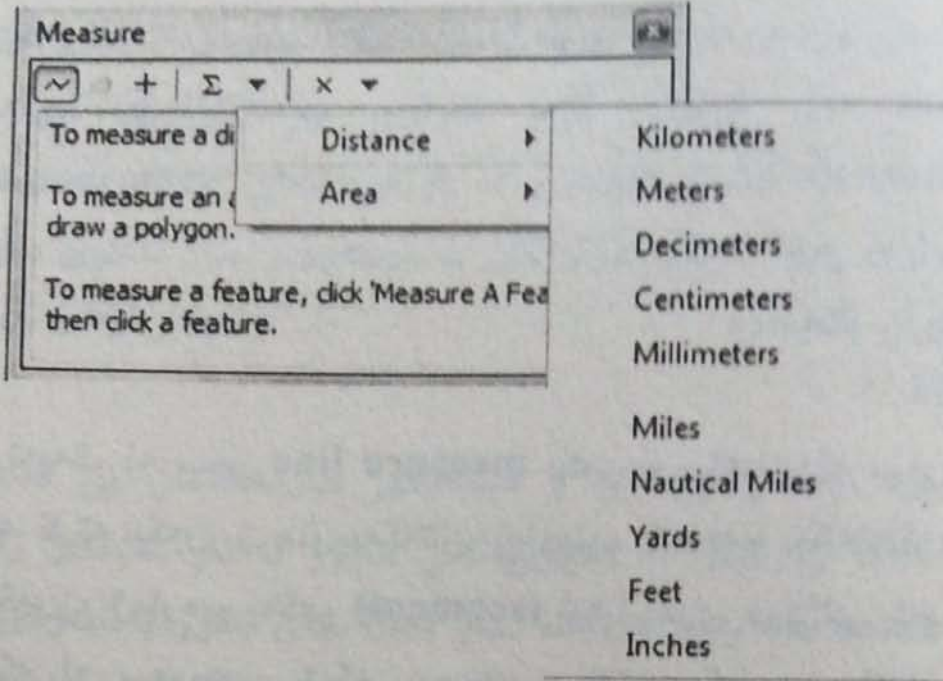 Measure
+ Σ ×
To measure a di
To measure an a
draw a polygon.
To measure a feature, click 'Measure A Fea
then click a feature.
Distance
Area
Kilometers
Meters
Decimeters
Centimeters
Millimeters
Miles
Nautical Miles
Yards
Feet
Inches